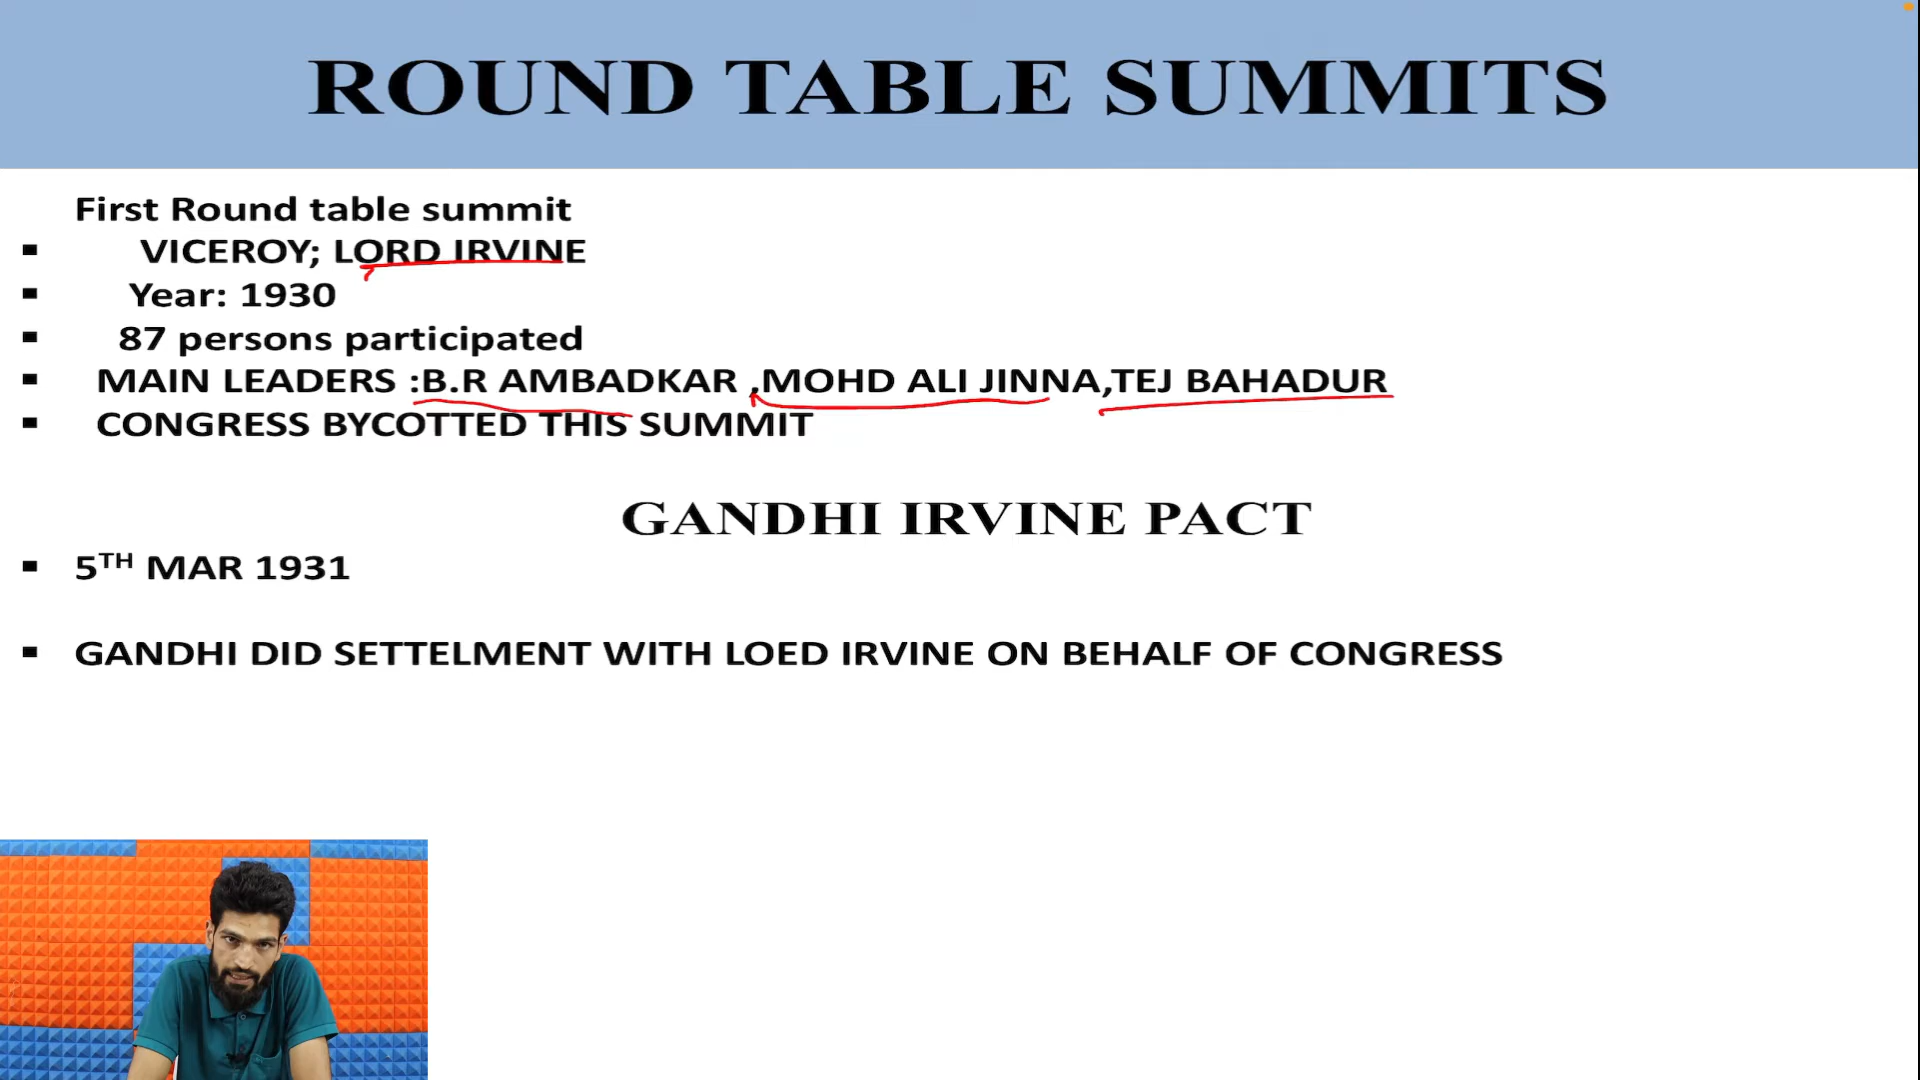 ROUND TABLE SUMMITS
First Round table summit
▪ VICEROY; LORD IRVINE
▪ Year: 1930
▪ 87 persons participated
▪ MAIN LEADERS :B.R AMBADKAR ,MOHD ALI JINNA,TEJ BAHADUR
▪ CONGRESS BYCOTTED THIS SUMMIT
GANDHI IRVINE PACT
▪ 5TH MAR 1931
▪ GANDHI DID SETTELMENT WITH LOED IRVINE ON BEHALF OF CONGRESS